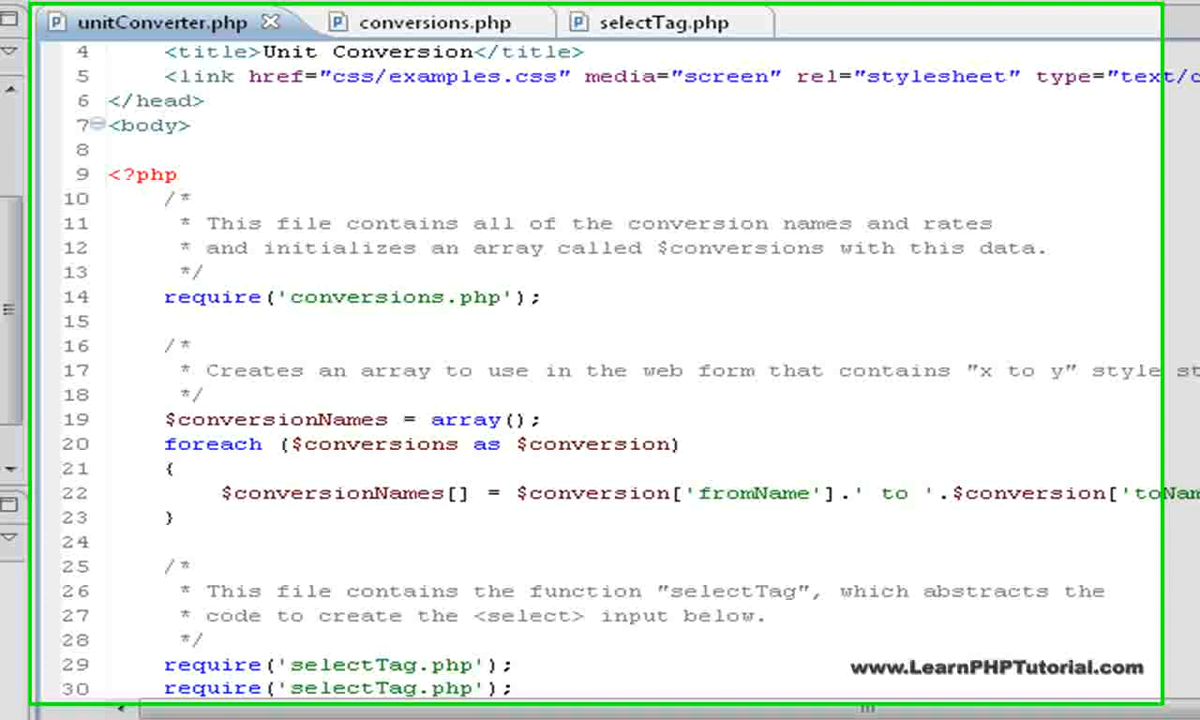 unitConverter.php
conversions.php
selectTag.php
4 <title>Unit Conversion</title>
5 <link href="css/examples.css" media="screen" rel="stylesheet" type="text/c
6 </head>
7 <body>
8
9 <?php
10 /*
11 * This file contains all of the conversion names and rates
12 * and initializes an array called $conversions with this data.
13 */
14 require('conversions.php');
15
16 /*
17 * Creates an array to use in the web form that contains "x to y" style st
18 */
19 $conversionNames = array();
20 foreach ($conversions as $conversion)
21 {
22 $conversionNames[] = $conversion['fromName'].' to '.$conversion['toNam
23 }
24
25 /*
26 * This file contains the function "selectTag", which abstracts the
27 * code to create the <select> input below.
28 */
29 require('selectTag.php');
30 require('selectTag.php');
www.LearnPHPTutorial.com